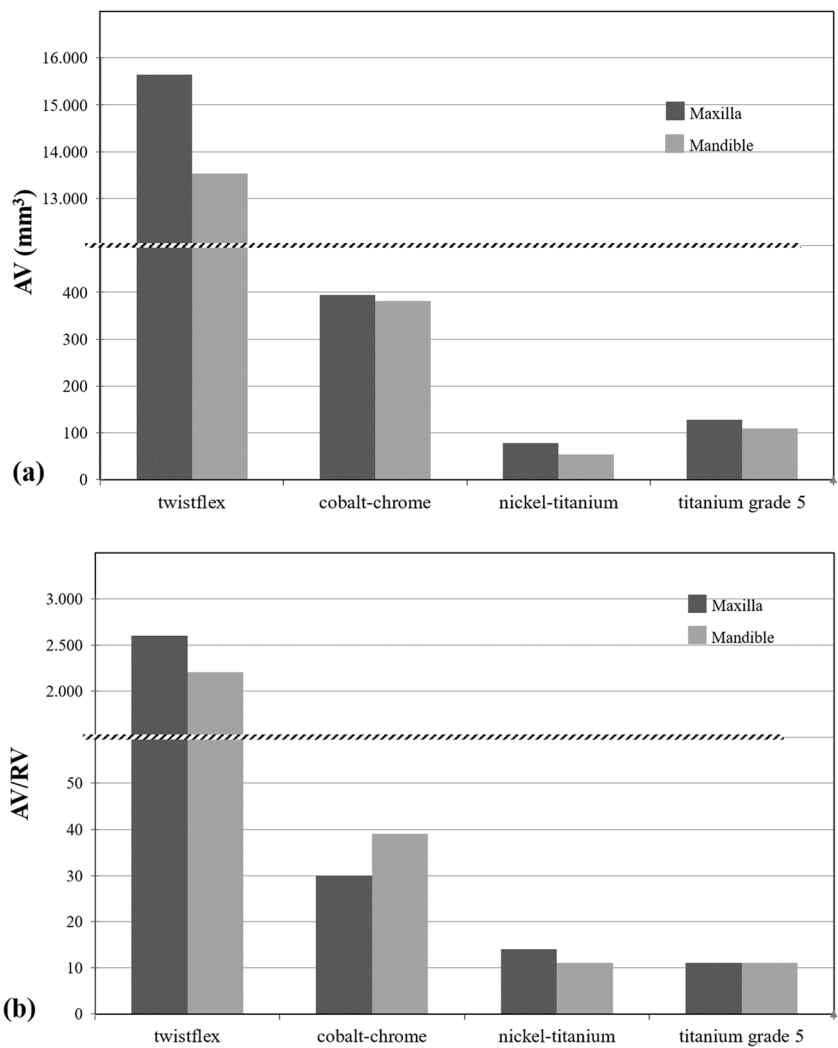 16.000
15.000
14.000
13.000
400
300
200
100
0
AV (mm³)
Maxilla
Mandible
(a)
twistflex cobalt-chrome nickel-titanium titanium grade 5
3.000
2.500
2.000
50
40
30
20
10
0
AV/RV
Maxilla
Mandible
(b)
twistflex cobalt-chrome nickel-titanium titanium grade 5